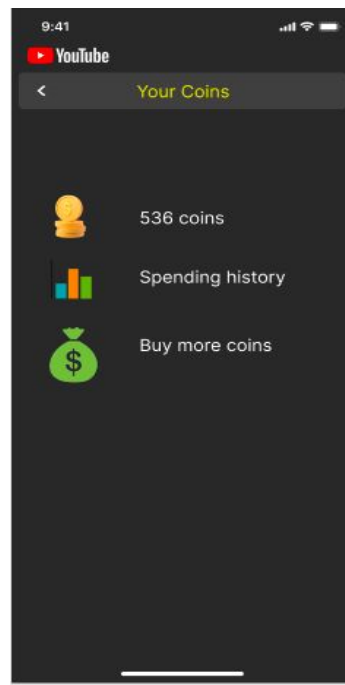 9:41
YouTube
Your Coins
536 coins
Spending history
Buy more coins
$